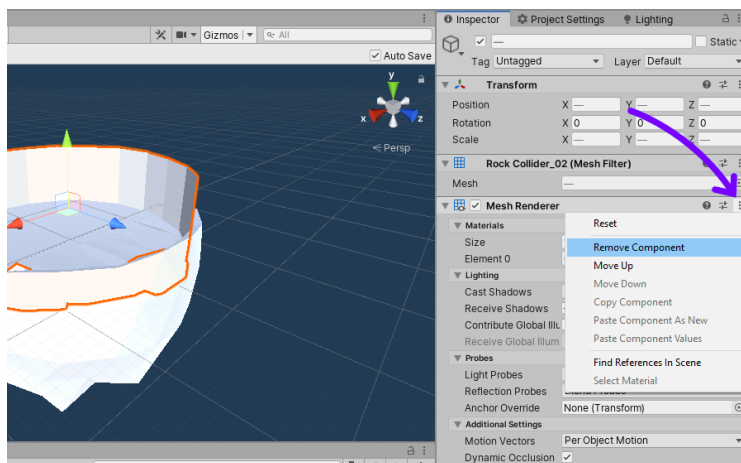 Inspector Project Settings Lighting
Gizmos All
— Static
Auto Save
Tag Untagged Layer Default
y
x z
Persp
Transform
Position X — Y — Z —
Rotation X 0 Y 0 Z 0
Scale X — Y — Z —
Rock Collider_02 (Mesh Filter)
Mesh —
Mesh Renderer
Materials
Size
Element 0
Lighting
Cast Shadows
Receive Shadows
Contribute Global Illu
Receive Global Illum
Probes
Light Probes
Reflection Probes
Anchor Override None (Transform)
Additional Settings
Motion Vectors Per Object Motion
Dynamic Occlusion
Reset
Remove Component
Move Up
Move Down
Copy Component
Paste Component As New
Paste Component Values
Find References In Scene
Select Material